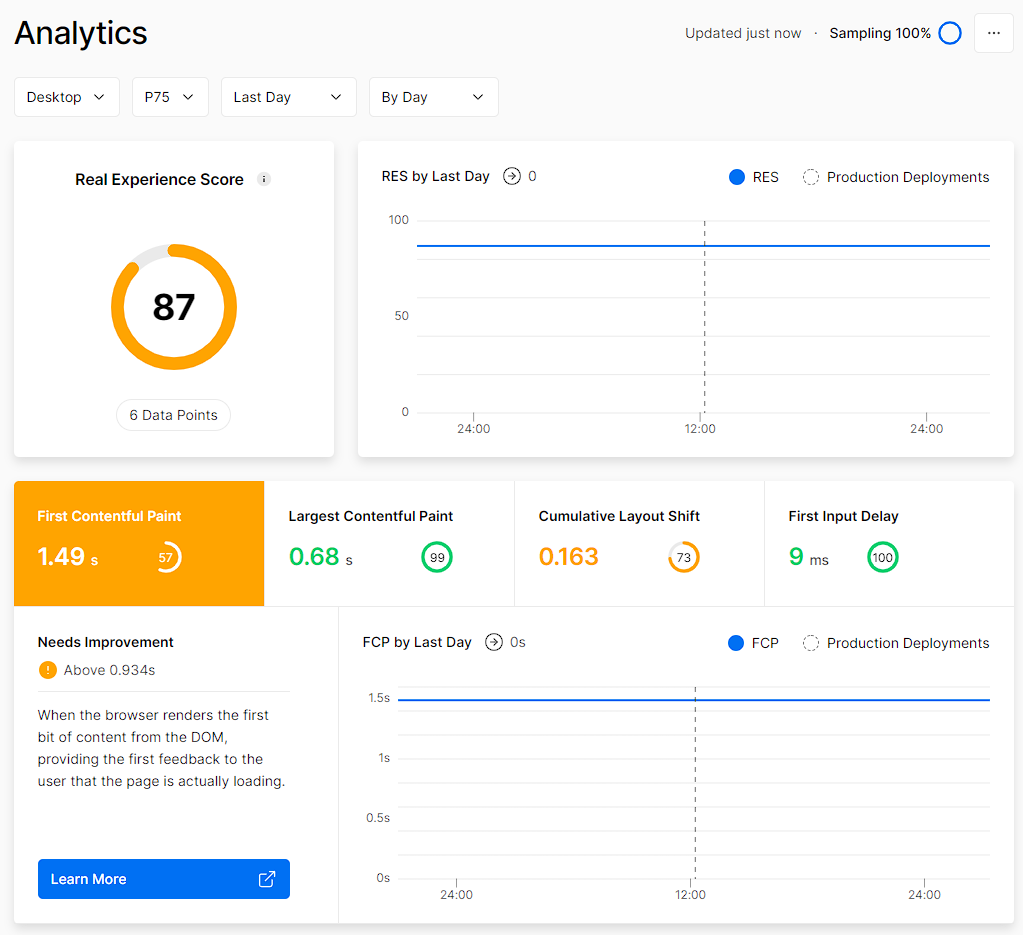 Analytics
Updated just now · Sampling 100%
Desktop
P75
Last Day
By Day
Real Experience Score
87
6 Data Points
RES by Last Day 0
RES
Production Deployments
100
50
0
24:00
12:00
24:00
First Contentful Paint
1.49 s
57
Largest Contentful Paint
0.68 s
99
Cumulative Layout Shift
0.163
73
First Input Delay
9 ms
100
Needs Improvement
Above 0.934s
When the browser renders the first
bit of content from the DOM,
providing the first feedback to the
user that the page is actually loading.
Learn More
FCP by Last Day 0s
FCP
Production Deployments
1.5s
1s
0.5s
0s
24:00
12:00
24:00